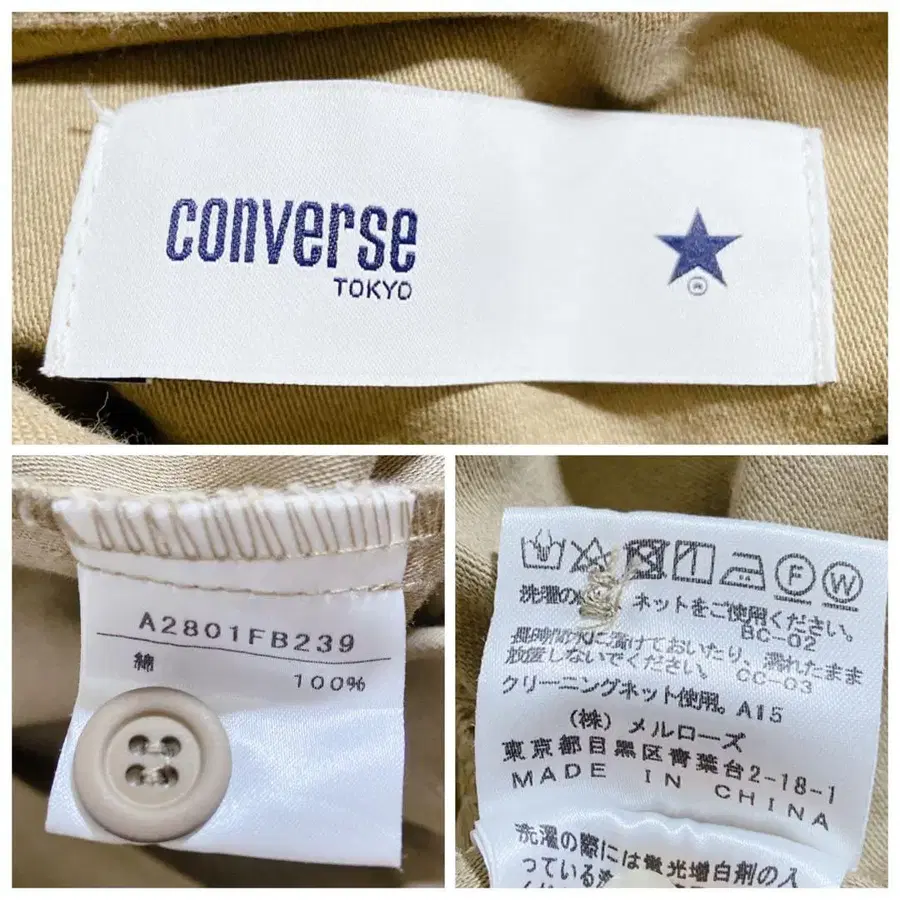 converse
TOKYO
®
A2801FB239
綿 100%
F W
洗濯の ネットをご使用ください。
BC-02
長時間水に漬けておいたり、濡れたまま
放置しないでください。CC-03
クリーニングネット使用。A15
(株) メルローズ
東京都目黒区青葉台2-18-1
MADE IN CHINA
洗濯の際には蛍光増白剤の入
っている